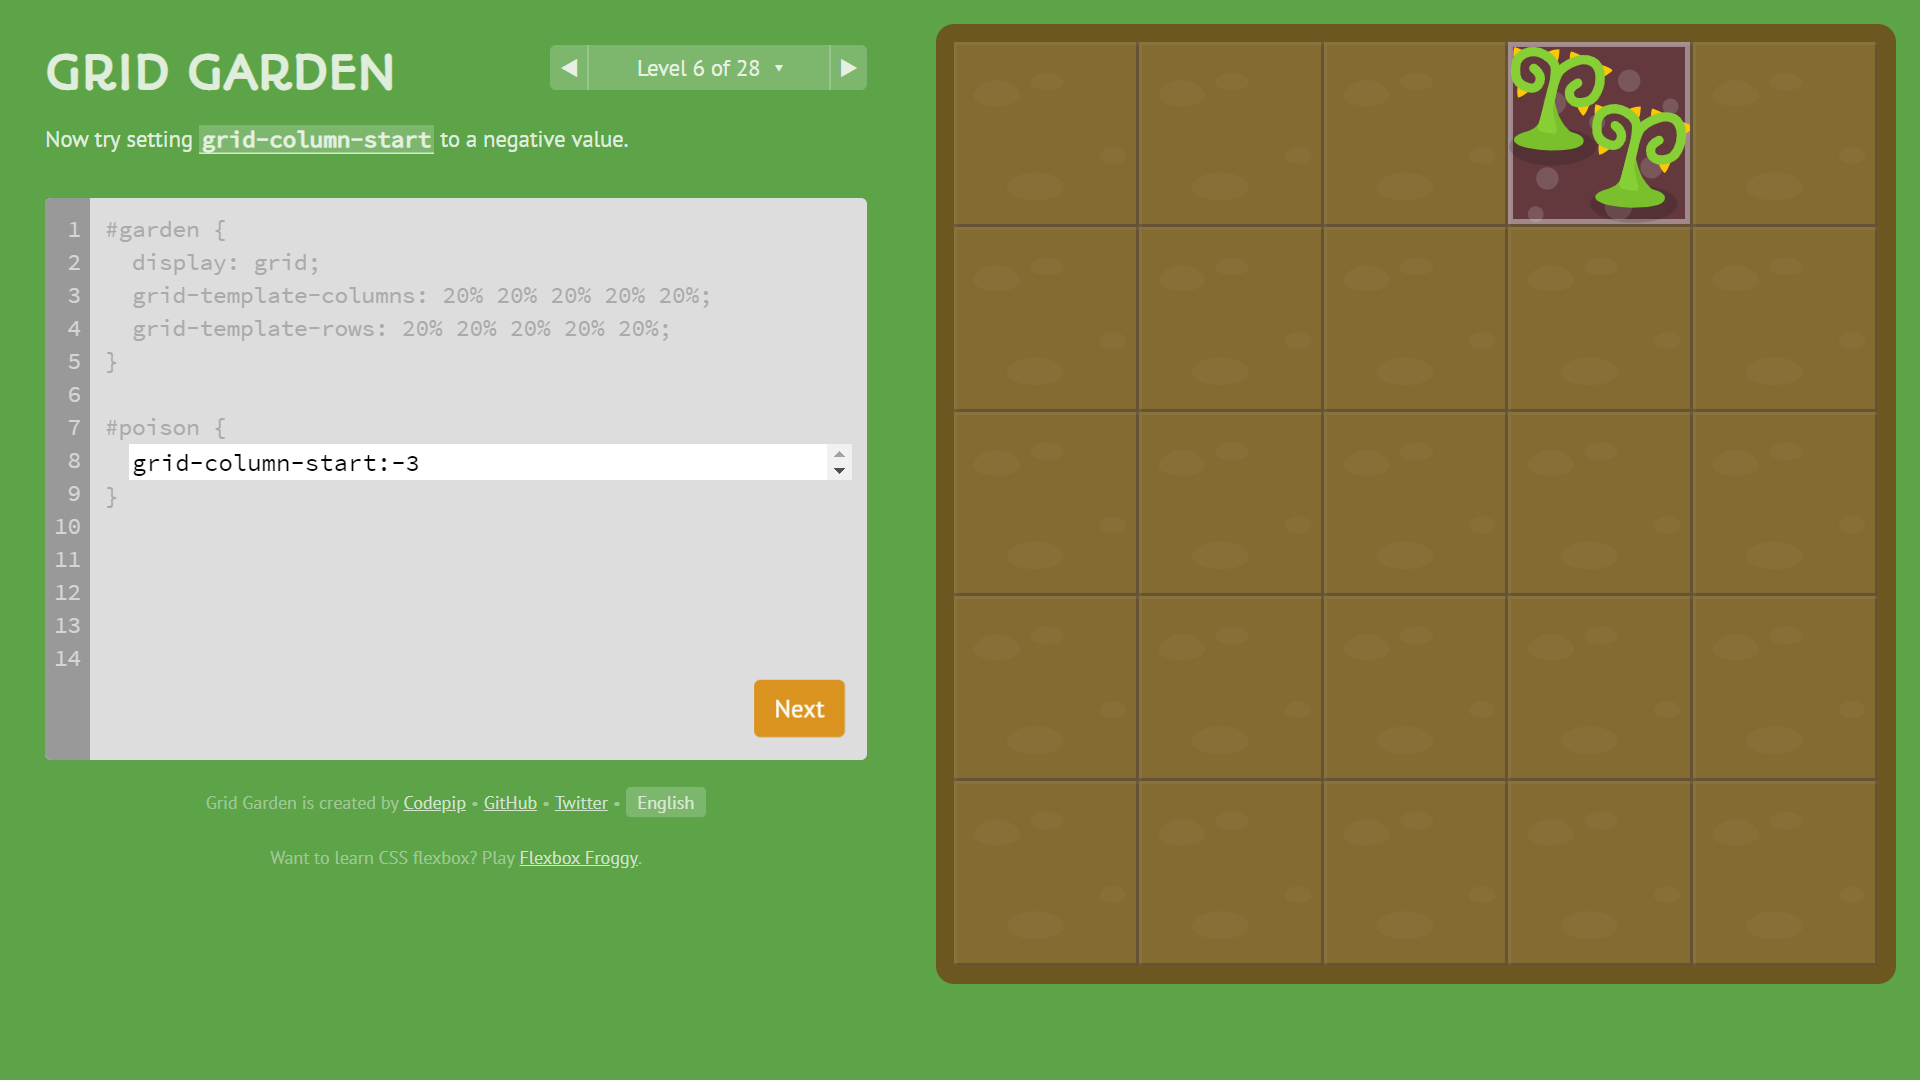 GRID GARDEN
Level 6 of 28
Now try setting grid-column-start to a negative value.
1 #garden {
2 display: grid;
3 grid-template-columns: 20% 20% 20% 20% 20%;
4 grid-template-rows: 20% 20% 20% 20% 20%;
5 }
6
7 #poison {
8 grid-column-start:-3
9 }
10
11
12
13
14
Next
Grid Garden is created by Codepip • GitHub • Twitter • English
Want to learn CSS flexbox? Play Flexbox Froggy.